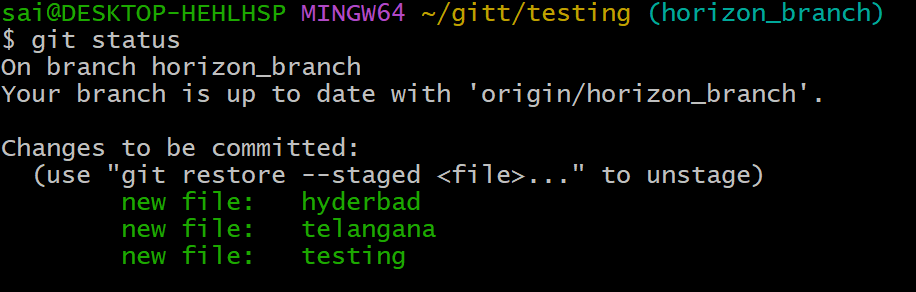 sai@DESKTOP-HEHLHSP MINGW64 ~/gitt/testing (horizon_branch)
$ git status
On branch horizon_branch
Your branch is up to date with 'origin/horizon_branch'.

Changes to be committed:
  (use "git restore --staged <file>..." to unstage)
        new file:   hyderbad
        new file:   telangana
        new file:   testing